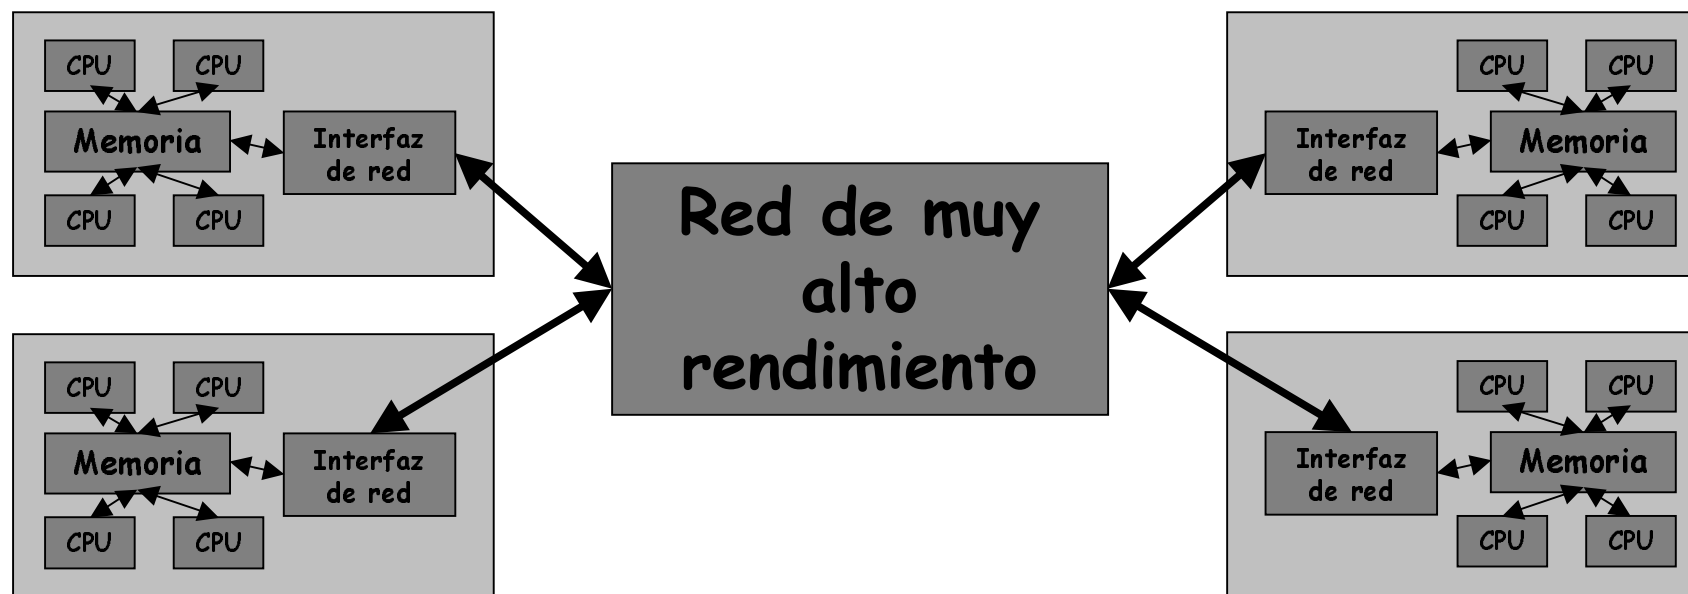 CPU
CPU
Memoria
Interfaz
de red
CPU
CPU
CPU
CPU
Memoria
Interfaz
de red
CPU
CPU
Red de muy
alto
rendimiento
CPU
CPU
Interfaz
de red
Memoria
CPU
CPU
CPU
CPU
Interfaz
de red
Memoria
CPU
CPU